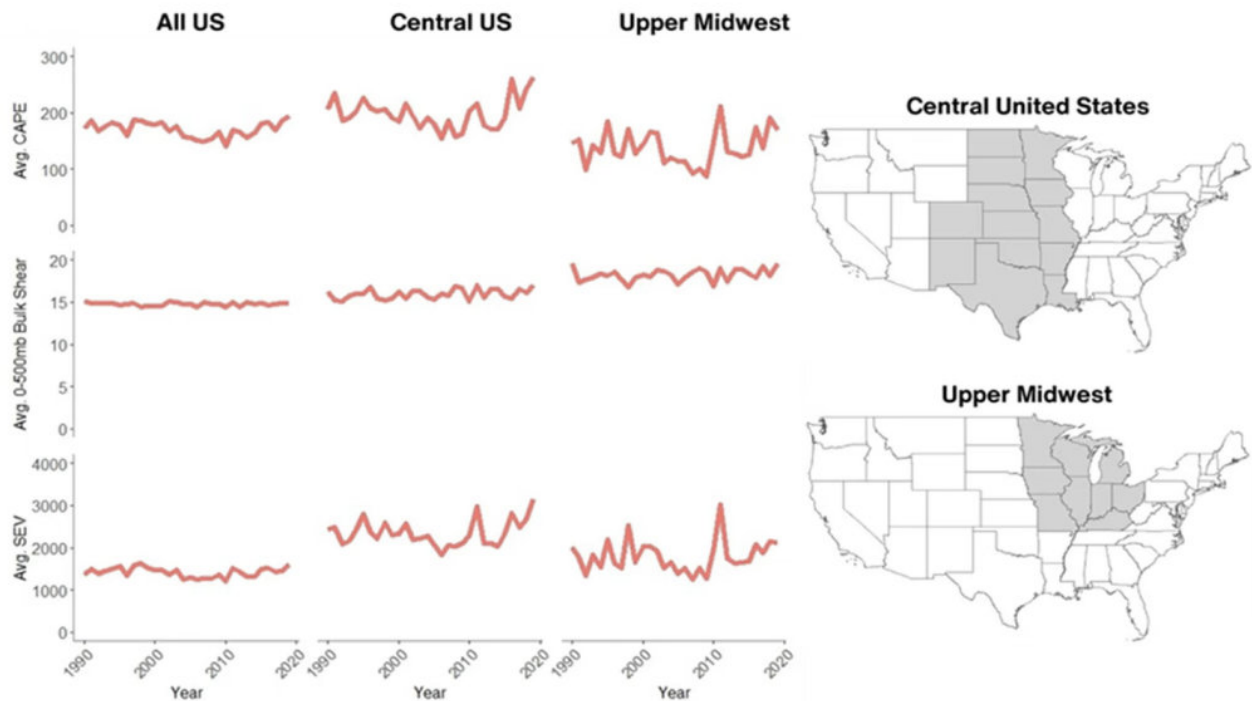 All US Central US Upper Midwest
Avg. CAPE
300
200
100
0
Avg. 0-500mb Bulk Shear
20
15
10
5
0
Avg. SEV
4000
3000
2000
1000
0
1990 2000 2010 2020 1990 2000 2010 2020 1990 2000 2010 2020
Year Year Year
Central United States
Upper Midwest